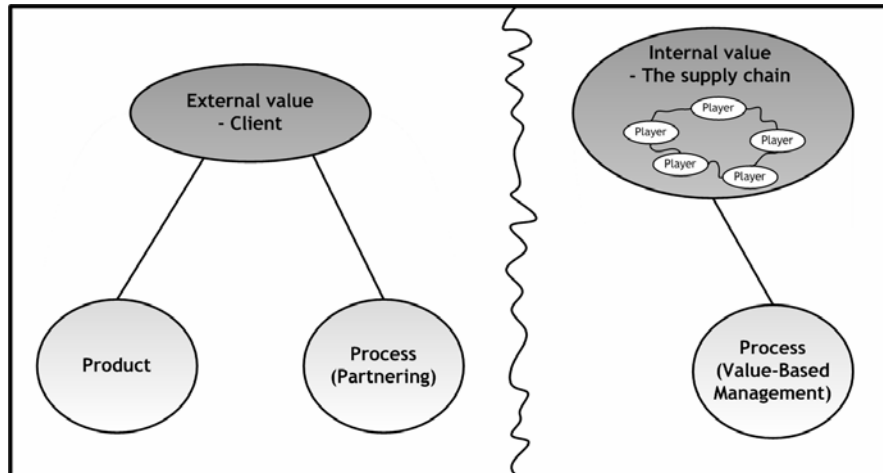 External value
- Client
Product
Process
(Partnering)
Internal value
- The supply chain
Player
Player
Player
Player
Player
Process
(Value-Based
Management)